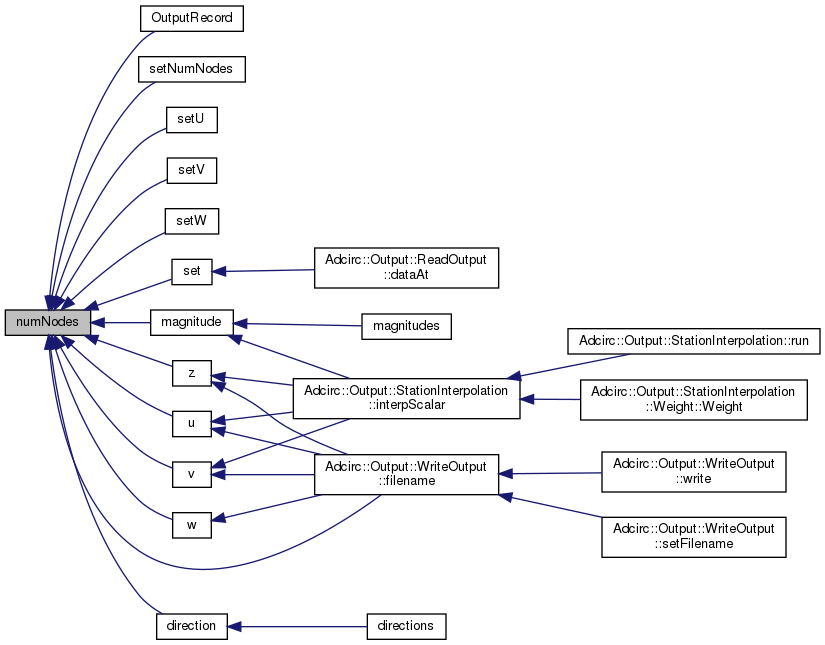 OutputRecord
setNumNodes
setU
setV
setW
set
Adcirc::Output::ReadOutput
::dataAt
numNodes
magnitude
magnitudes
Adcirc::Output::StationInterpolation::run
z
Adcirc::Output::StationInterpolation
::interpScalar
Adcirc::Output::StationInterpolation
::Weight::Weight
u
v
Adcirc::Output::WriteOutput
::filename
Adcirc::Output::WriteOutput
::write
w
Adcirc::Output::WriteOutput
::setFilename
direction
directions